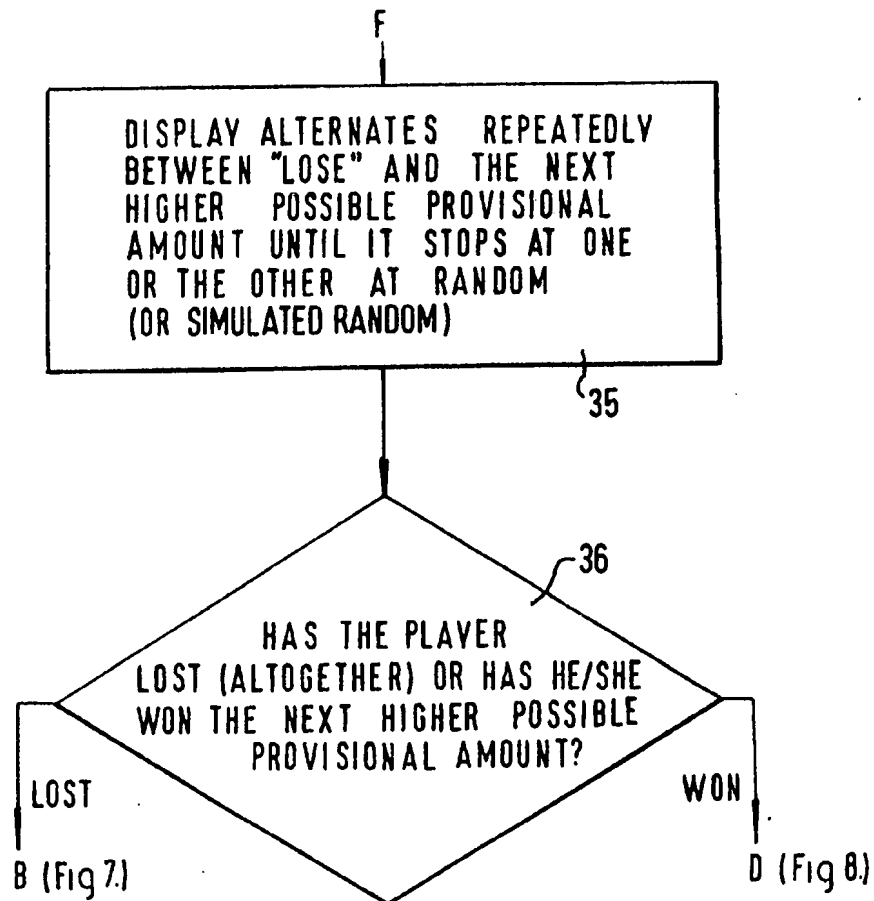 F
DISPLAY ALTERNATES REPEATEDLY
BETWEEN "LOSE" AND THE NEXT
HIGHER POSSIBLE PROVISIONAL
AMOUNT UNTIL IT STOPS AT ONE
OR THE OTHER AT RANDOM
(OR SIMULATED RANDOM)
35
36
HAS THE PLAYER
LOST (ALTOGETHER) OR HAS HE/SHE
WON THE NEXT HIGHER POSSIBLE
PROVISIONAL AMOUNT?
LOST
WON
B (Fig 7.)
D (Fig 8.)